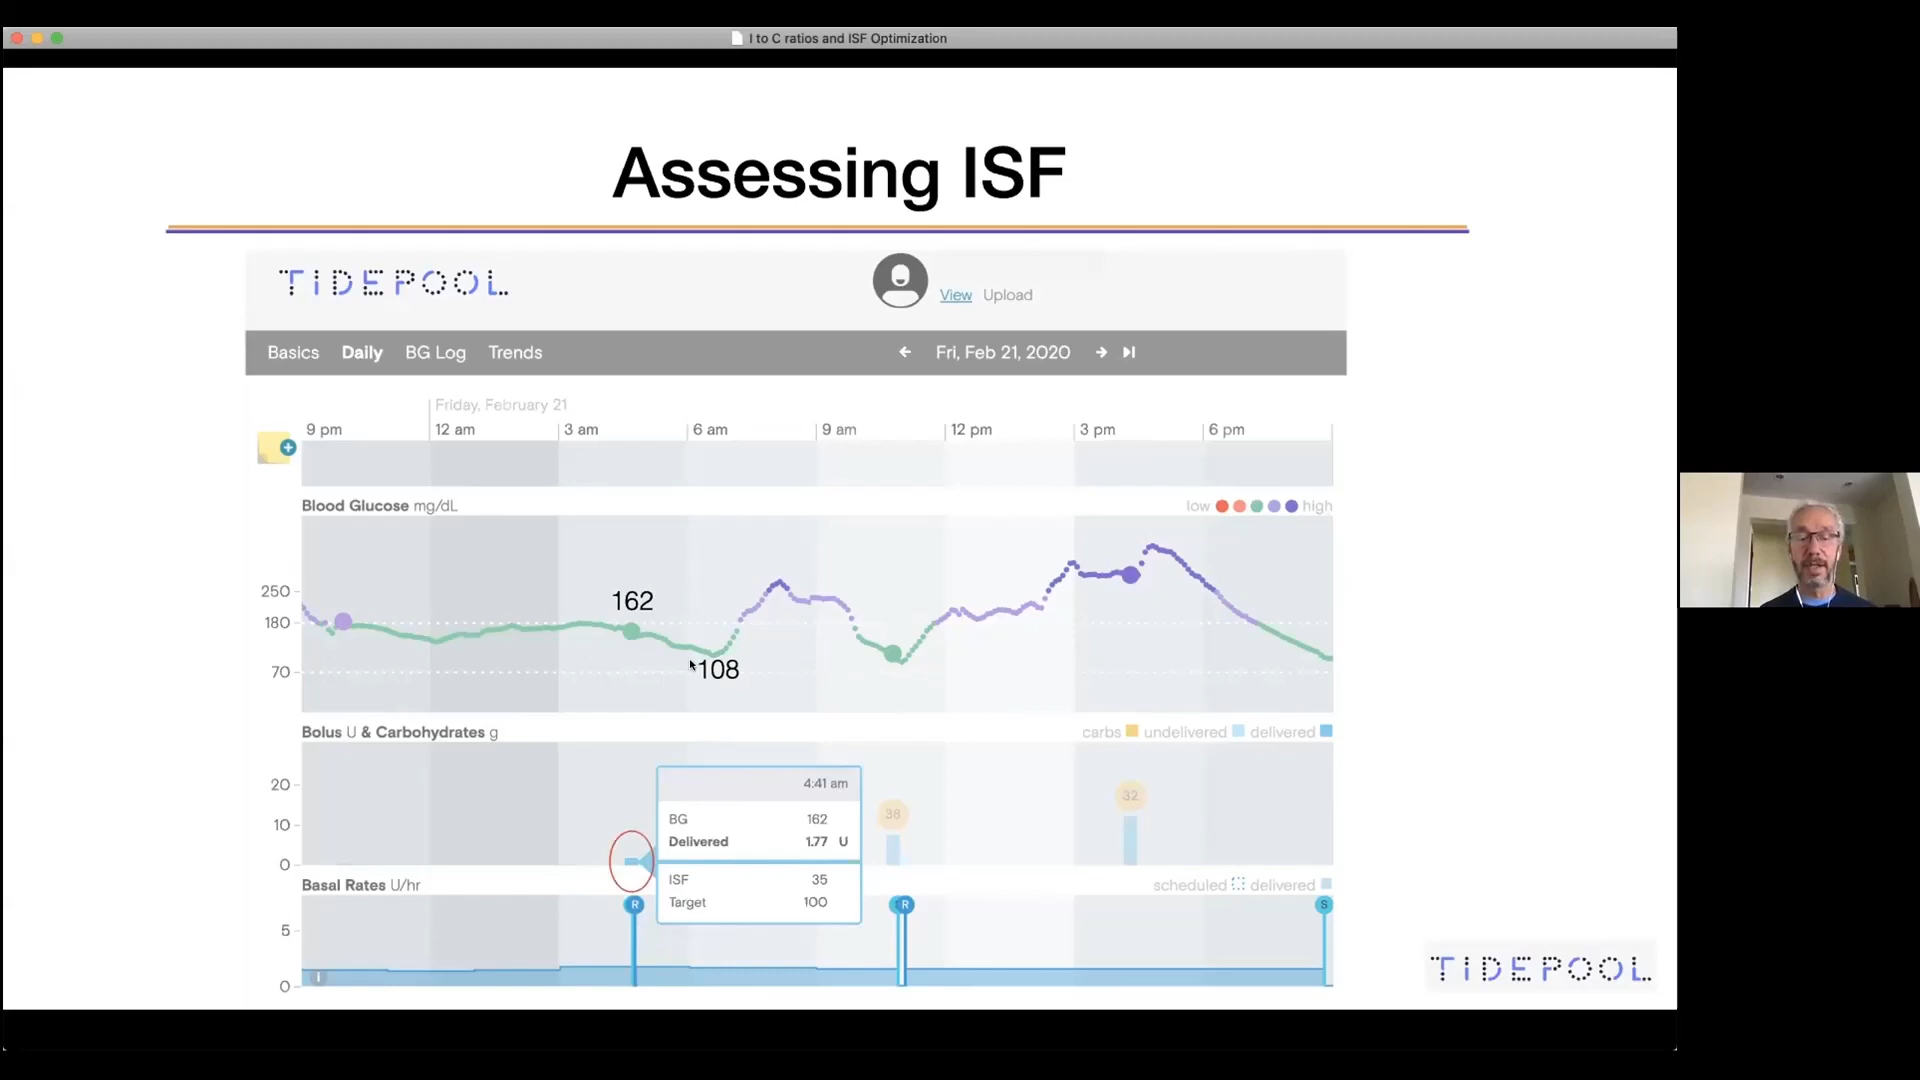 I to C ratios and ISF Optimization
Assessing ISF
TIDEPOOL
View Upload
Basics Daily BG Log Trends Fri, Feb 21, 2020
Friday, February 21
9 pm 12 am 3 am 6 am 9 am 12 pm 3 pm 6 pm
Blood Glucose mg/dL low high
250
162
180
108
70
Bolus U & Carbohydrates g carbs undelivered delivered
20
4:41 am
32
38
10
BG 162
Delivered 1.77 U
0
ISF 35
Target 100
Basal Rates U/hr scheduled delivered
R R S
5
0
i
TIDEPOOL